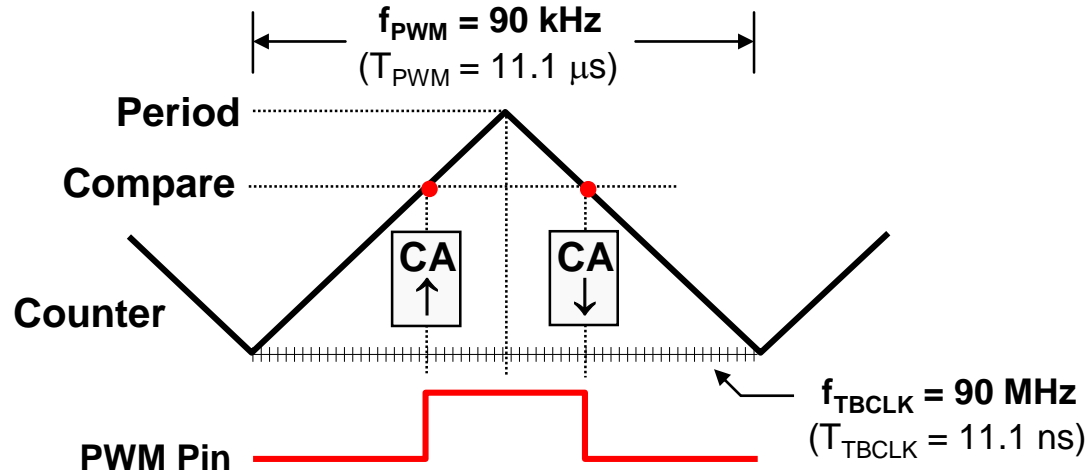 f_PWM = 90 kHz
(T_PWM = 11.1 μs)
Period
Compare
CA ↑
CA ↓
Counter
f_TBCLK = 90 MHz
(T_TBCLK = 11.1 ns)
PWM Pin